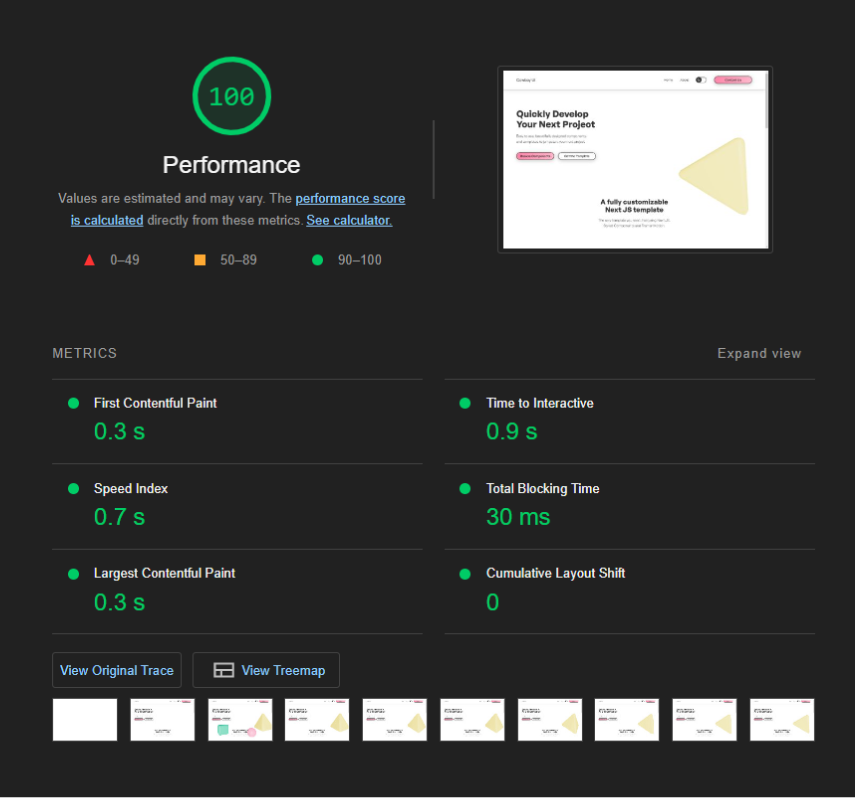 100
Performance
Values are estimated and may vary. The performance score
is calculated directly from these metrics. See calculator.
0–49
50–89
90–100
Quickly Develop
Your Next Project
A fully customizable
Next JS template
METRICS
Expand view
First Contentful Paint
0.3 s
Time to Interactive
0.9 s
Speed Index
0.7 s
Total Blocking Time
30 ms
Largest Contentful Paint
0.3 s
Cumulative Layout Shift
0
View Original Trace
View Treemap